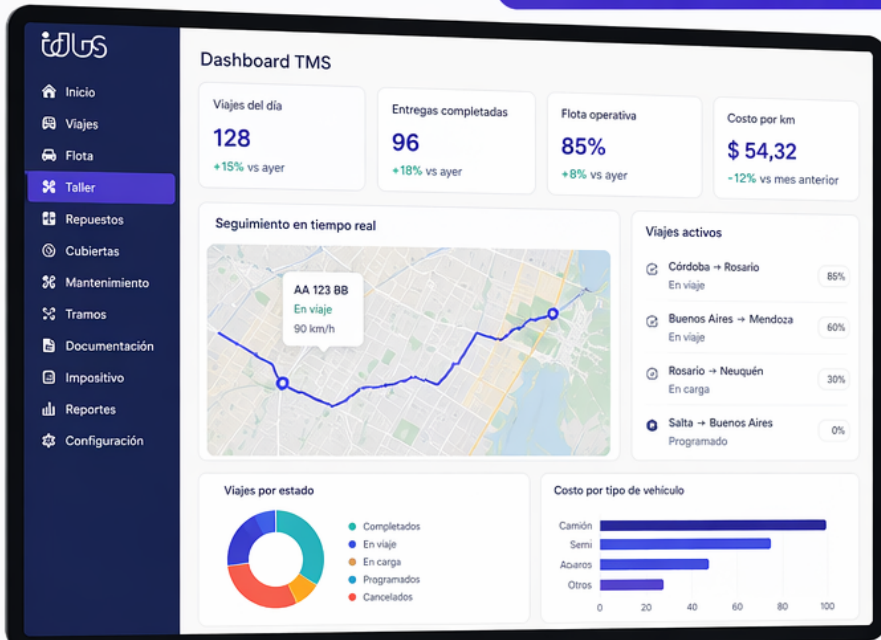 idbs
Inicio
Viajes
Flota
Taller
Repuestos
Cubiertas
Mantenimiento
Tramos
Documentación
Impositivo
Reportes
Configuración
Dashboard TMS
Viajes del día
128
+15% vs ayer
Entregas completadas
96
+18% vs ayer
Flota operativa
85%
+8% vs ayer
Costo por km
$ 54,32
-12% vs mes anterior
Seguimiento en tiempo real
AA 123 BB
En viaje
90 km/h
Viajes activos
Córdoba → Rosario
En viaje
85%
Buenos Aires → Mendoza
En viaje
60%
Rosario → Neuquén
En carga
30%
Salta → Buenos Aires
Programado
0%
Viajes por estado
Completados
En viaje
En carga
Programados
Cancelados
Costo por tipo de vehículo
Camión
Semi
Otros
0 20 40 60 80 100